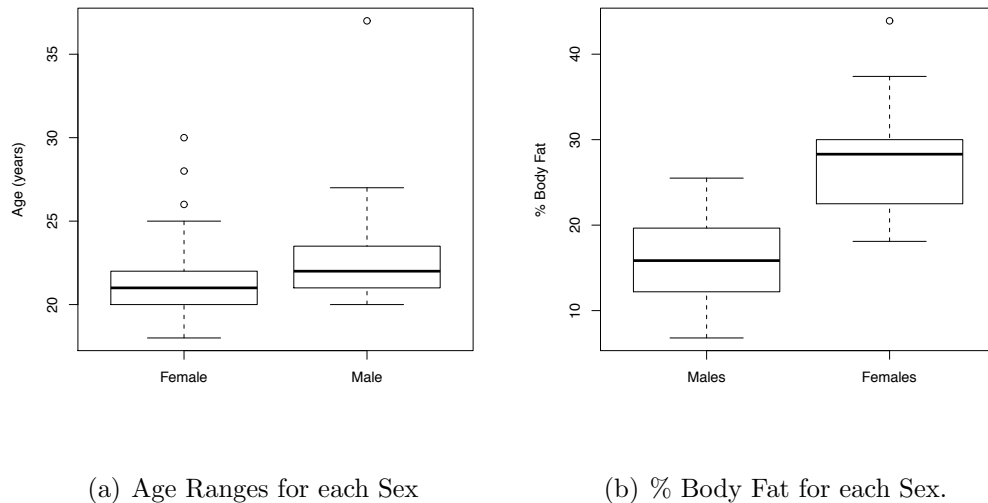 Age (years)
35
30
25
20
Female
Male
(a) Age Ranges for each Sex
% Body Fat
40
30
20
10
Males
Females
(b) % Body Fat for each Sex.